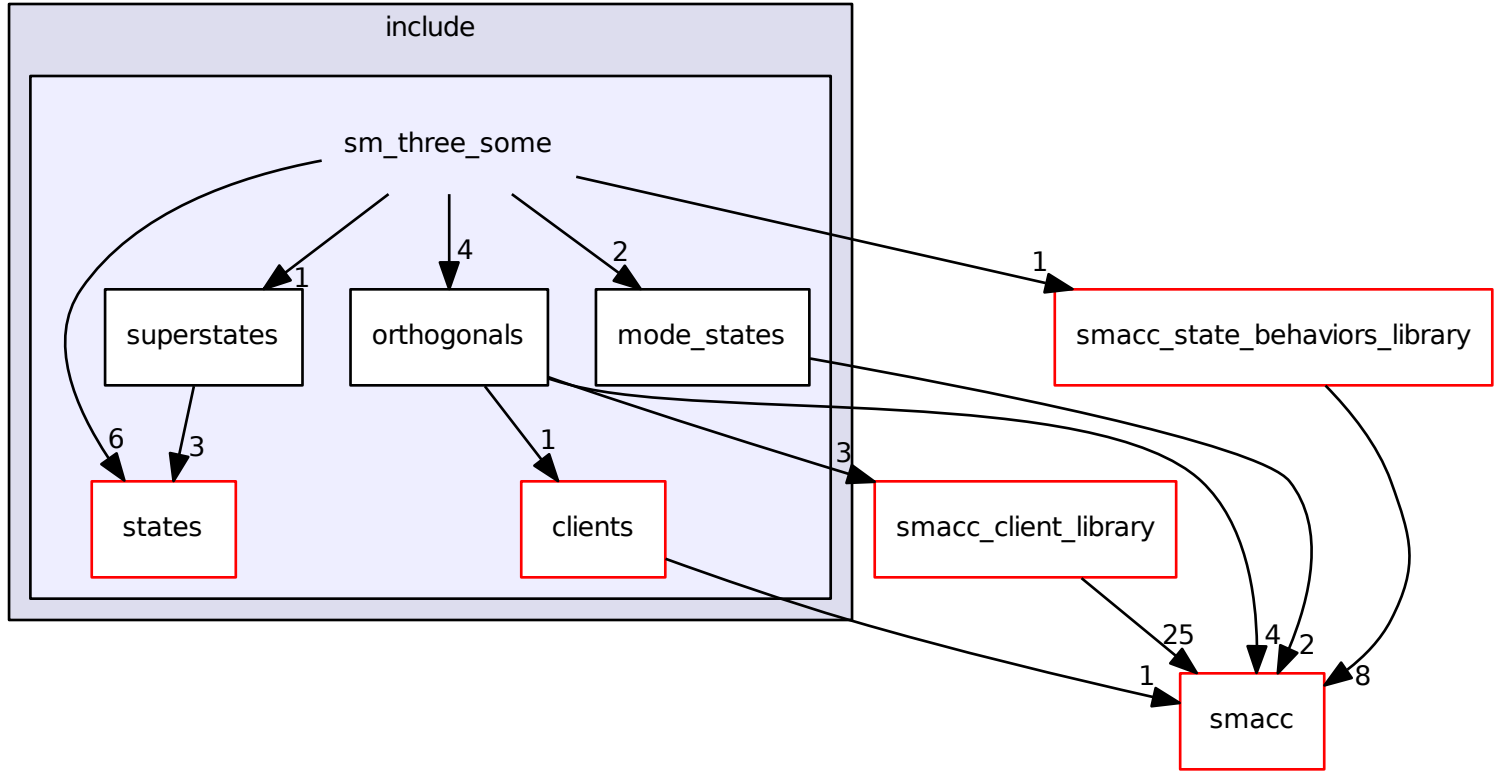 include
sm_three_some
4
2
1
1
superstates
orthogonals
mode_states
smacc_state_behaviors_library
6
3
1
3
states
clients
smacc_client_library
25
4
2
1
8
smacc